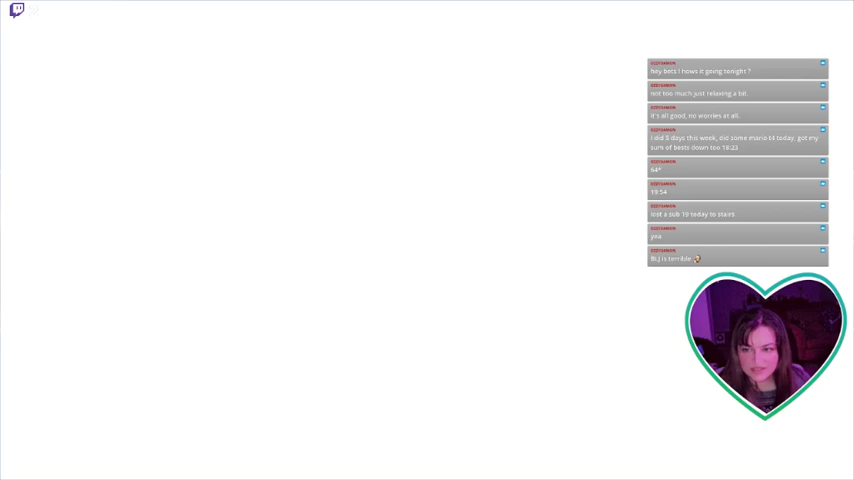 hey bets ! hows it going tonight ?
not too much just relaxing a bit.
it's all good, no worries at all.
I did 5 days this week, did some mario 64 today, got my
sum of bests down too 18:23
64*
19:54
lost a sub 19 today to stairs
yea
BLJ is terrible